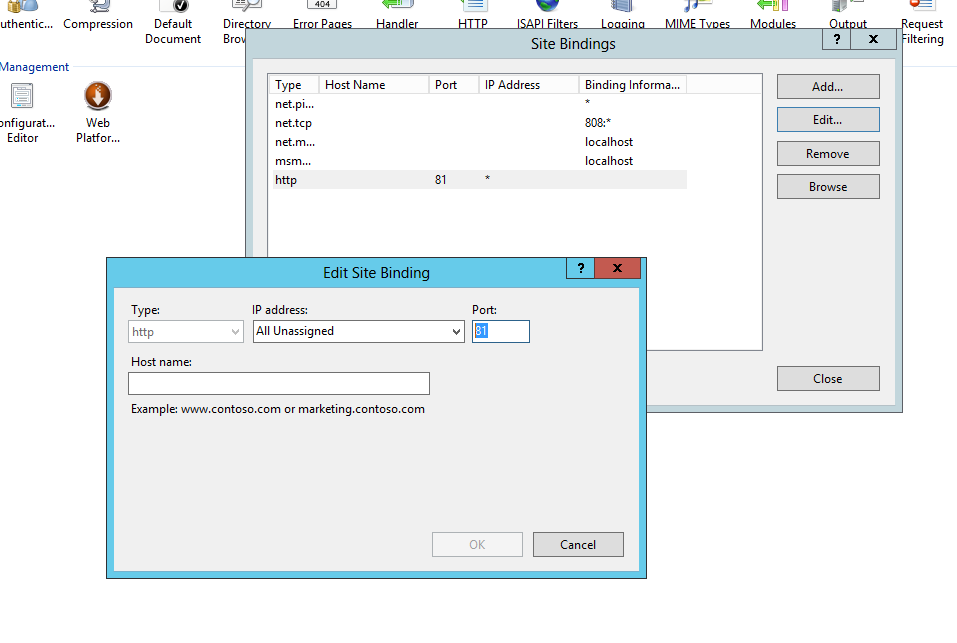 uthentic... Compression Default Document Directory Brov Error Pages Handler HTTP ISAPI Filters Logging MIME Types Modules Output Request Filtering
404
Management
onfigurat... Editor
Web Platfor...
Site Bindings
? x
Type Host Name Port IP Address Binding Informa...
net.pi... *
net.tcp 808:*
net.m... localhost
msm... localhost
http 81 *
Add...
Edit...
Remove
Browse
Close
Edit Site Binding
? x
Type: IP address: Port:
http All Unassigned 81
Host name:
Example: www.contoso.com or marketing.contoso.com
OK Cancel